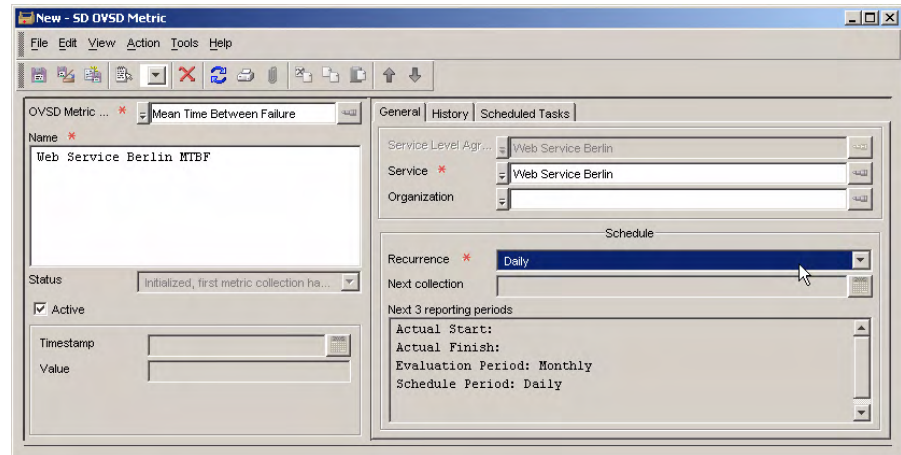 New - SD OVSD Metric
File Edit View Action Tools Help
OVSD Metric ... * Mean Time Between Failure
Name *
Web Service Berlin MTBF
Status Initialized, first metric collection ha...
Active
Timestamp
Value
General History Scheduled Tasks
Service Level Agr... Web Service Berlin
Service * Web Service Berlin
Organization
Schedule
Recurrence * Daily
Next collection
Next 3 reporting periods
Actual Start:
Actual Finish:
Evaluation Period: Monthly
Schedule Period: Daily